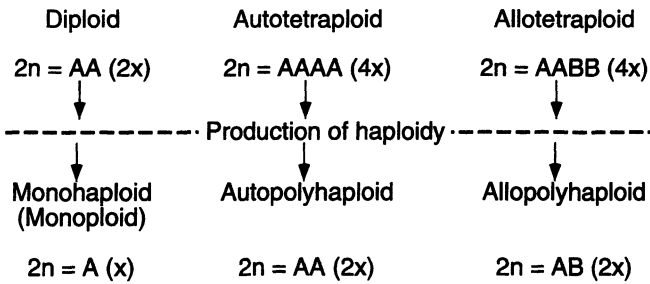 Diploid Autotetraploid Allotetraploid
2n = AA (2x) 2n = AAAA (4x) 2n = AABB (4x)
Production of haploidy
Monohaploid Autopolyhaploid Allopolyhaploid
(Monoploid)
2n = A (x) 2n = AA (2x) 2n = AB (2x)